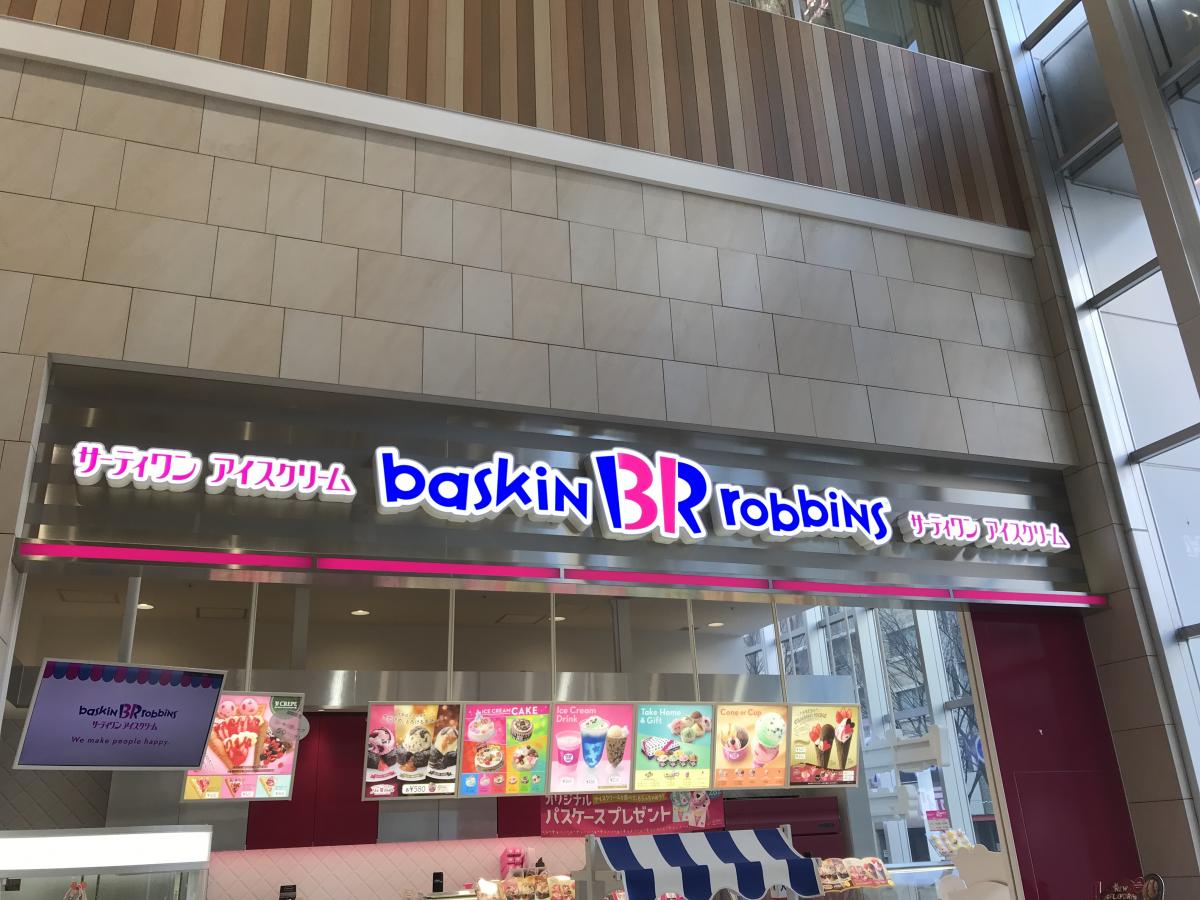 サーティワン アイスクリーム
baskin BR robbins
サーティワン アイスクリーム
baskin BR robbins
サーティワン アイスクリーム
We make people happy.
CREPE
各¥580
ICE CREAM CAKE
Ice Cream
Drink
Take Home
& Gift
Cone or Cup
オリジナル
パスケースプレゼント